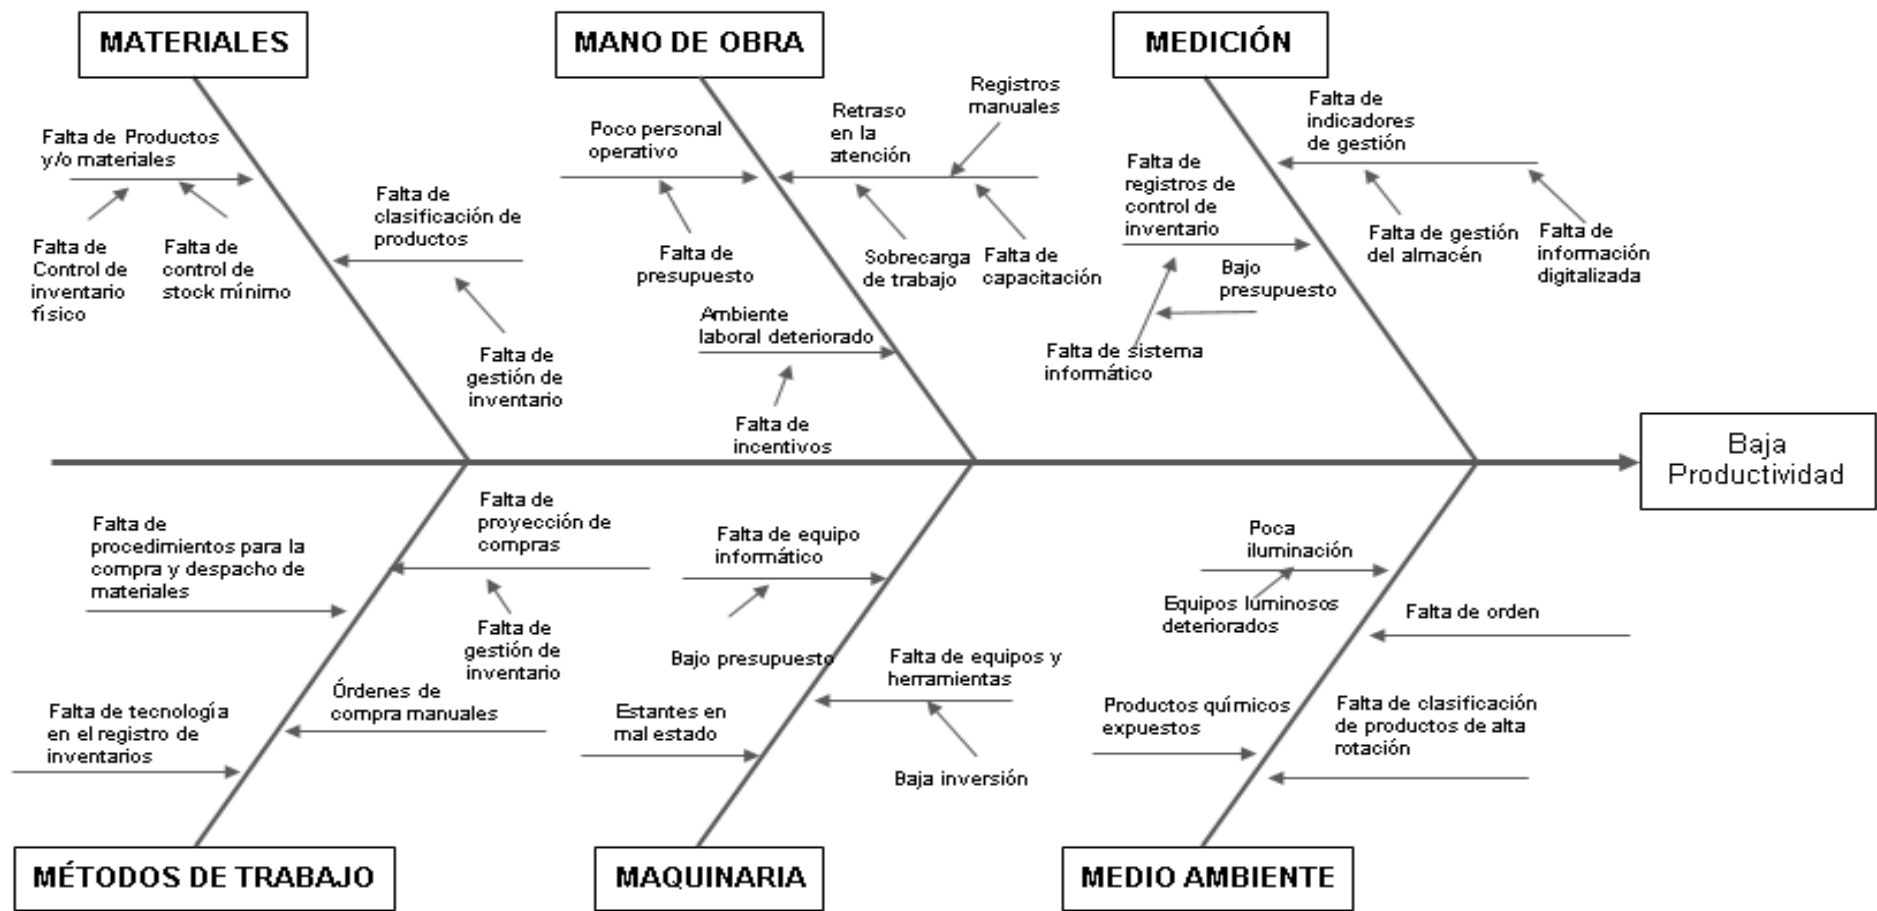 MATERIALES
MANO DE OBRA
MEDICIÓN
Falta de Productos
y/o materiales
Falta de
Control de
inventario
físico
Falta de
control de
stock mínimo
Falta de
clasificación de
productos
Falta de
gestión de
inventario
Poco personal
operativo
Falta de
presupuesto
Retraso
en la
atención
Registros
manuales
Sobrecarga
de trabajo
Falta de
capacitación
Ambiente
laboral deteriorado
Falta de
incentivos
Falta de
indicadores
de gestión
Falta de gestión
del almacén
Falta de
información
digitalizada
Falta de
registros de
control de
inventario
Bajo
presupuesto
Falta de sistema
informático
Baja
Productividad
Falta de
procedimientos para la
compra y despacho de
materiales
Falta de
proyección de
compras
Falta de
gestión de
inventario
Falta de tecnología
en el registro de
inventarios
Órdenes de
compra manuales
Falta de equipo
informático
Bajo presupuesto
Falta de equipos y
herramientas
Baja inversión
Estantes en
mal estado
Poca
iluminación
Equipos luminosos
deteriorados
Falta de orden
Productos químicos
expuestos
Falta de clasificación
de productos de alta
rotación
MÉTODOS DE TRABAJO
MAQUINARIA
MEDIO AMBIENTE